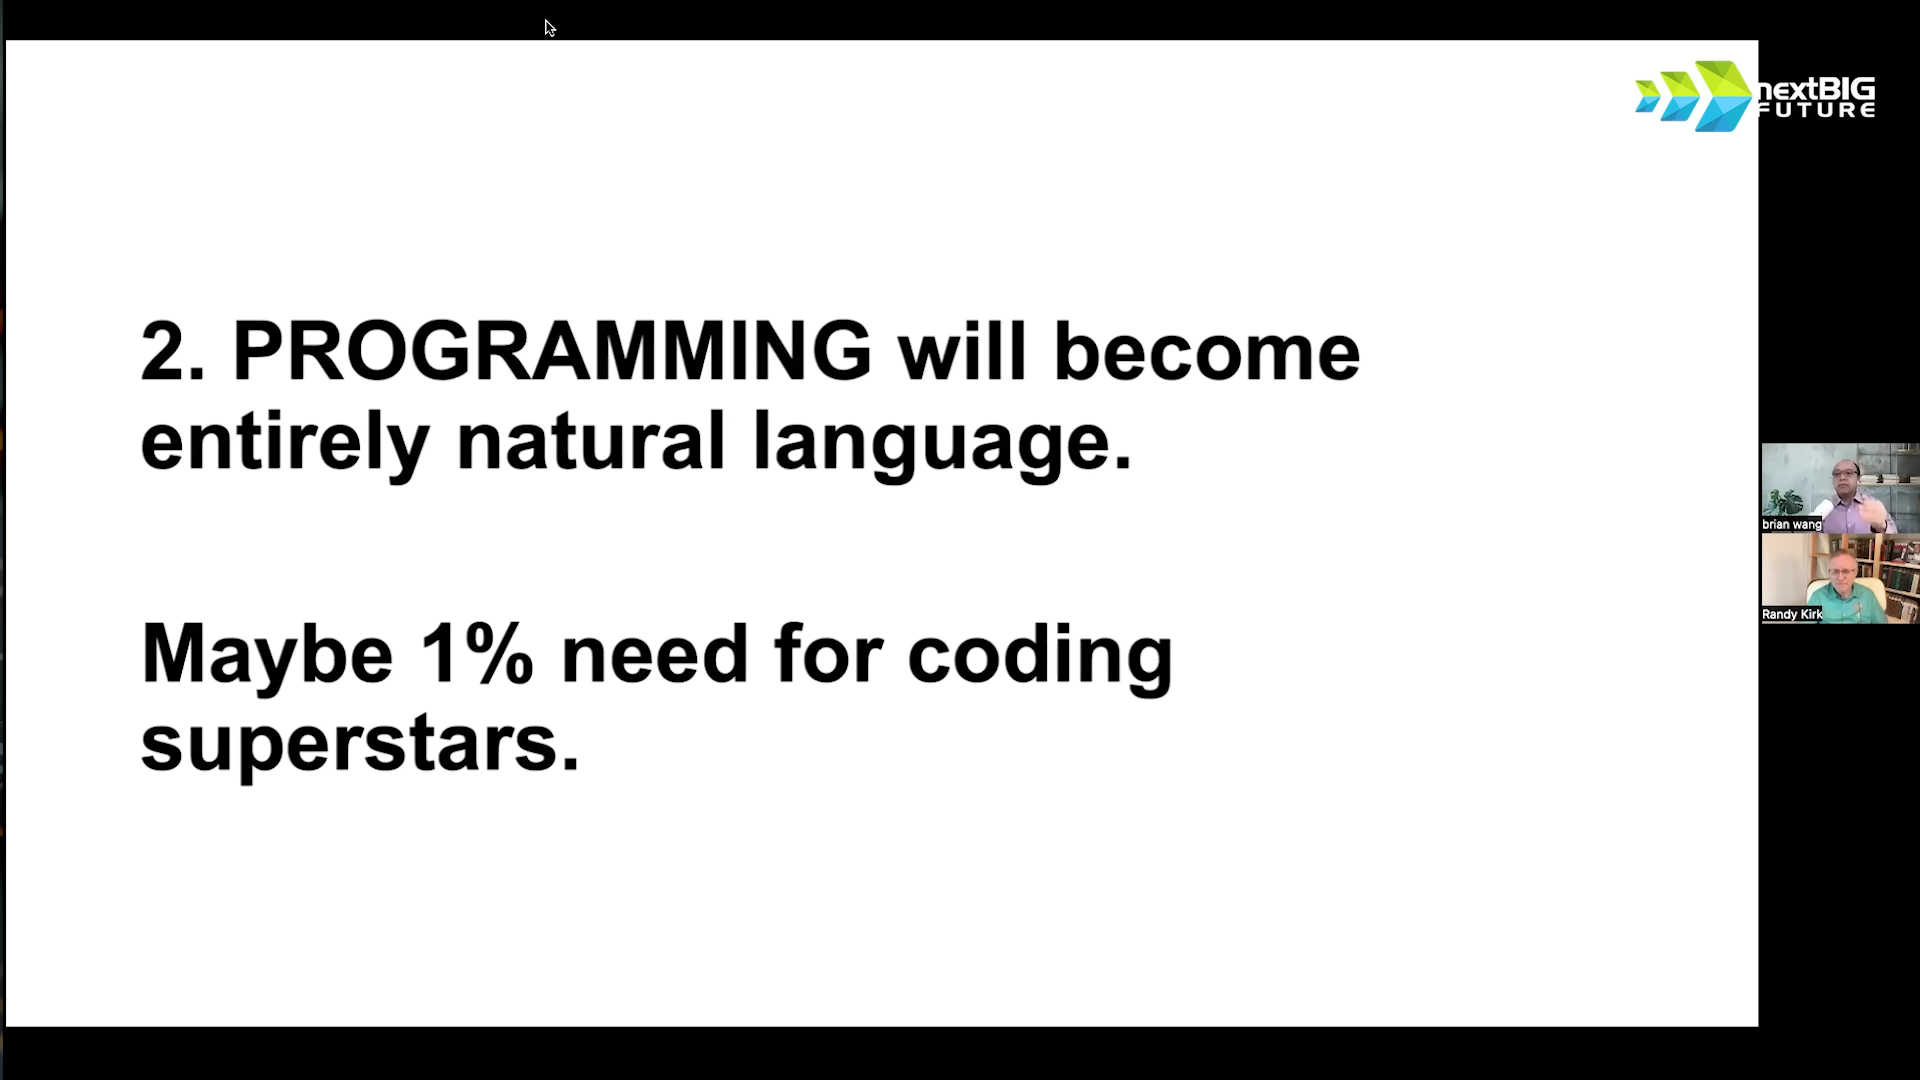 nextBIG
FUTURE
2. PROGRAMMING will become
entirely natural language.
Maybe 1% need for coding
superstars.
brian wang
Randy Kirk